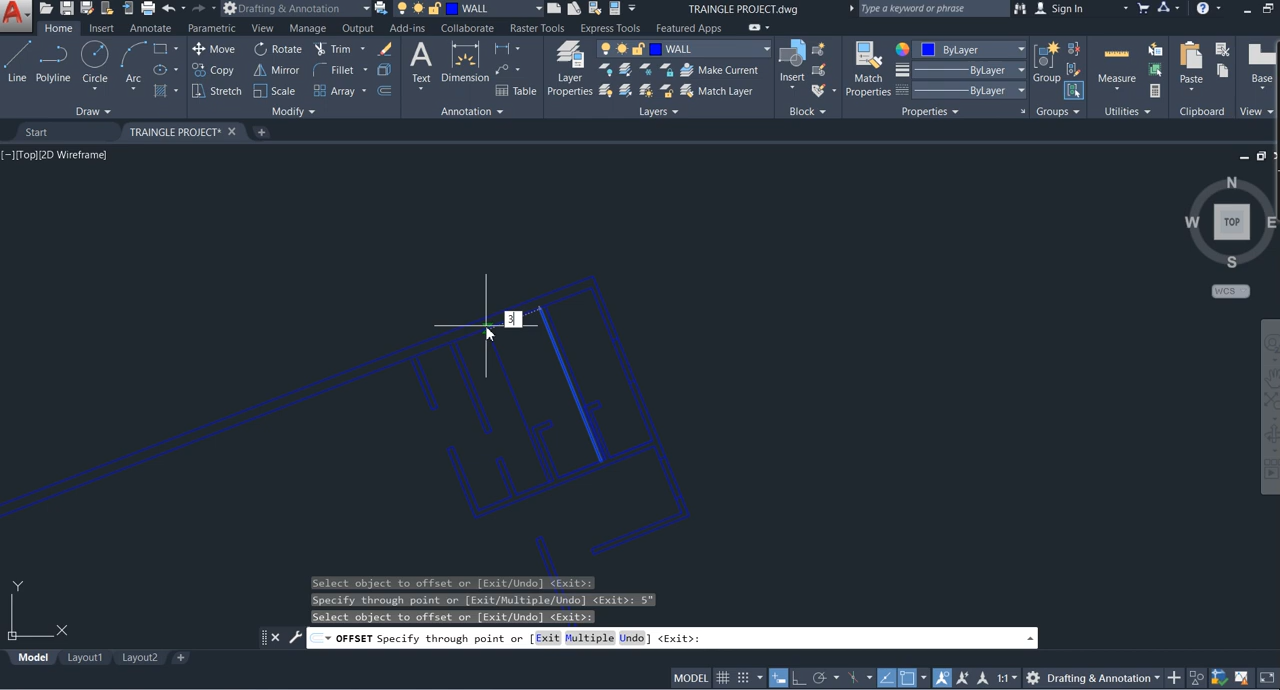 Drafting & Annotation
WALL
TRAINGLE PROJECT.dwg
Type a keyword or phrase
Sign In
Home Insert Annotate Parametric View Manage Output Add-ins Collaborate Raster Tools Express Tools Featured Apps
Line Polyline Circle Arc
Move Rotate Trim
Copy Mirror Fillet
Stretch Scale Array
Text Dimension Table
Layer Properties
WALL
Make Current
Match Layer
Insert
Match Properties
ByLayer
ByLayer
ByLayer
Group
Measure
Paste
Base
Draw Modify Annotation Layers Block Properties Groups Utilities Clipboard View
Start TRAINGLE PROJECT*
[−][Top][2D Wireframe]
N
W TOP E
S
WCS
3
Y
X
Select object to offset or [Exit/Undo] <Exit>:
Specify through point or [Exit/Multiple/Undo] <Exit>: 5"
Select object to offset or [Exit/Undo] <Exit>:
OFFSET Specify through point or [Exit Multiple Undo] <Exit>:
Model Layout1 Layout2
MODEL 1:1 Drafting & Annotation